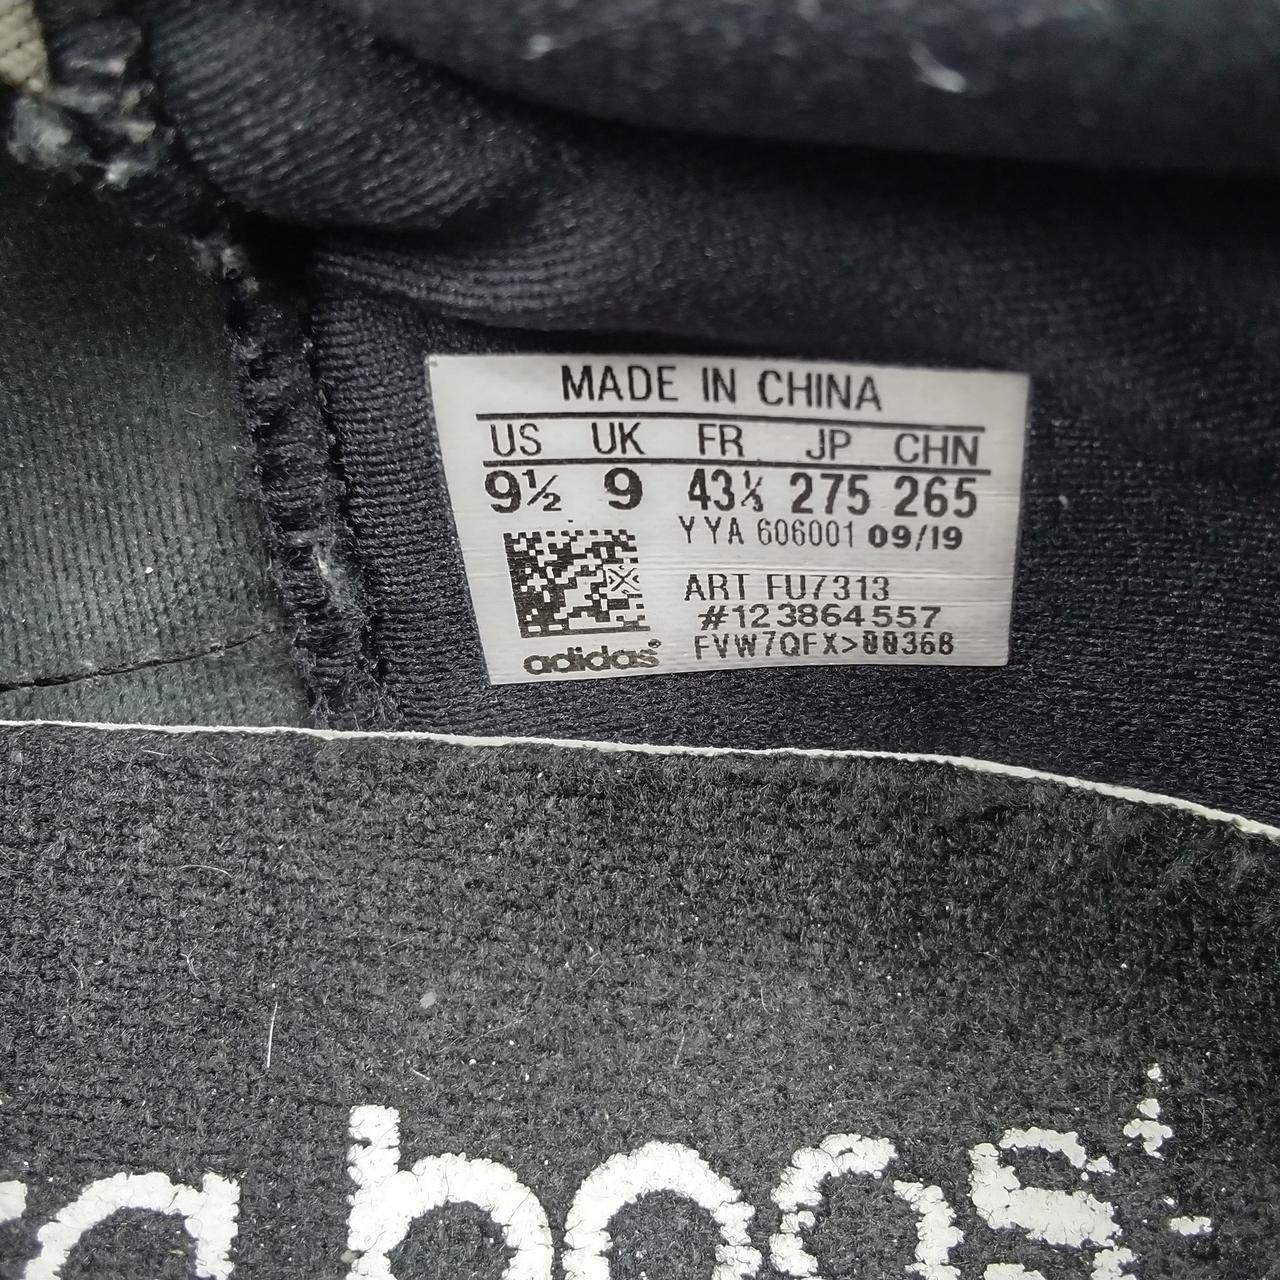 MADE IN CHINA
US UK FR JP CHN
9½ 9 43⅓ 275 265
YYA 606001 09/19
ART FU7313
#123864557
adidas® FVW7QFX>00368